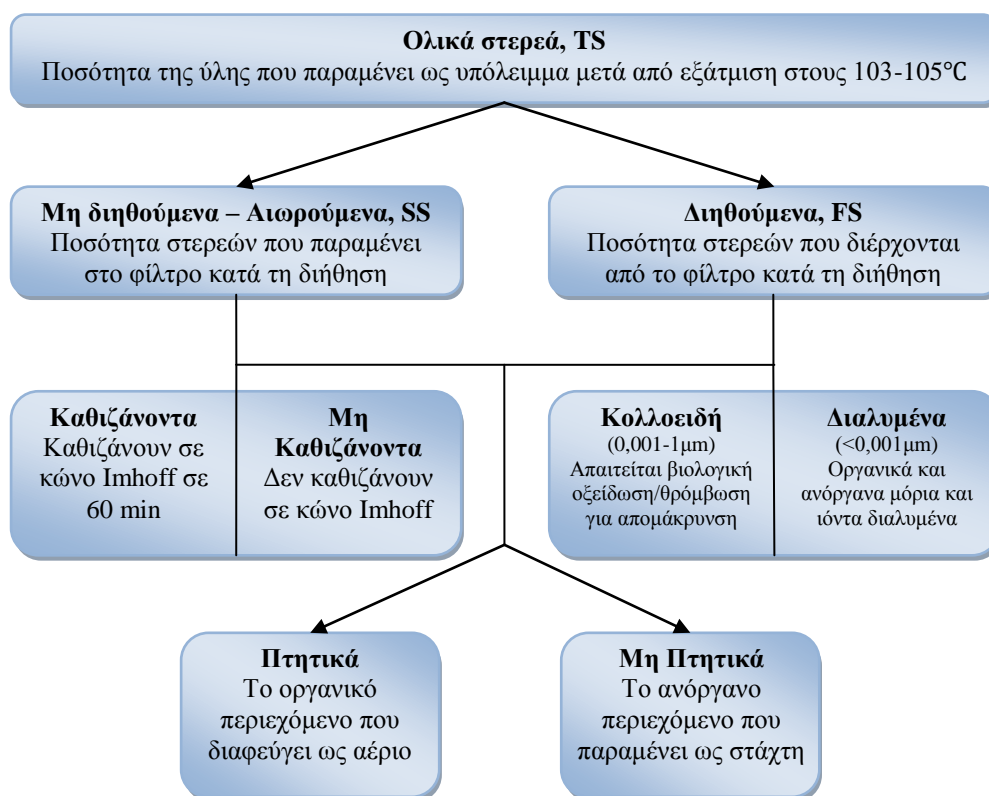 Ολικά στερεά, TS
Ποσότητα της ύλης που παραμένει ως υπόλειμμα μετά από εξάτμιση στους 103-105°C
Μη διηθούμενα – Αιωρούμενα, SS
Ποσότητα στερεών που παραμένει
στο φίλτρο κατά τη διήθηση
Διηθούμενα, FS
Ποσότητα στερεών που διέρχονται
από το φίλτρο κατά τη διήθηση
Καθιζάνοντα
Καθιζάνουν σε
κώνο Imhoff σε
60 min
Μη
Καθιζάνοντα
Δεν καθιζάνουν
σε κώνο Imhoff
Κολλοειδή
(0,001-1μm)
Απαιτείται βιολογική
οξείδωση/θρόμβωση
για απομάκρυνση
Διαλυμένα
(<0,001μm)
Οργανικά και
ανόργανα μόρια και
ιόντα διαλυμένα
Πτητικά
Το οργανικό
περιεχόμενο που
διαφεύγει ως αέριο
Μη Πτητικά
Το ανόργανο
περιεχόμενο που
παραμένει ως στάχτη